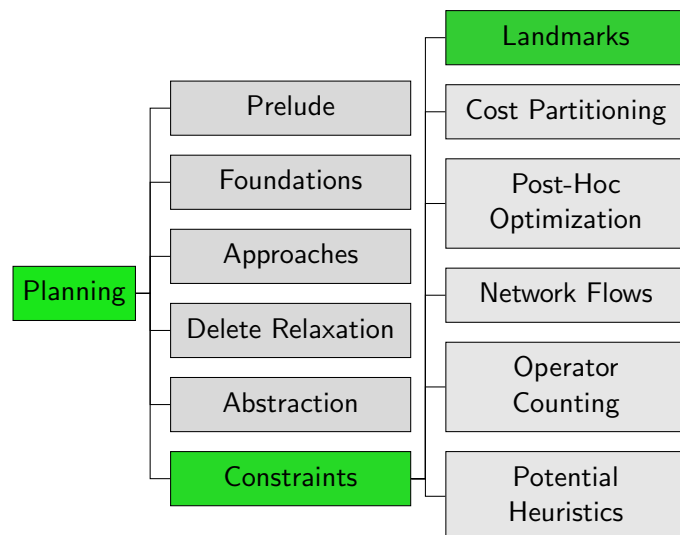 Planning
Prelude
Foundations
Approaches
Delete Relaxation
Abstraction
Constraints
Landmarks
Cost Partitioning
Post-Hoc
Optimization
Network Flows
Operator
Counting
Potential
Heuristics